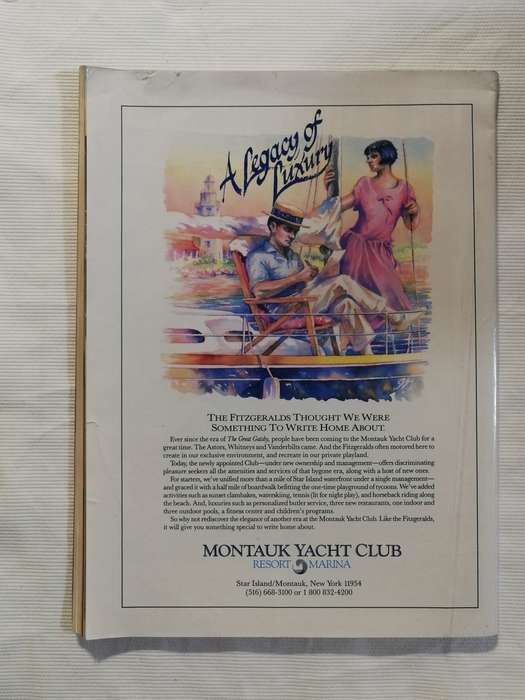 A Legacy of
Luxury
THE FITZGERALDS THOUGHT WE WERE
SOMETHING TO WRITE HOME ABOUT.
Ever since the era of The Great Gatsby, people have been coming to the Montauk Yacht Club for a
great time. The Astors, Whitneys and Vanderbilts came. And the Fitzgeralds often motored here to
create in our exclusive environment, and recreate in our private playland.
Today, the newly appointed Club—under new ownership and management—offers discriminating
pleasure seekers all the amenities and services of that bygone era, along with a host of new ones.
For starters, we've unified more than a mile of Star Island waterfront under a single management—
and graced it with a half mile of boardwalk befitting the one-time playground of tycoons. We've added
activities such as sunset clambakes, waterskiing, tennis (lit for night play), and horseback riding along
the beach. And, luxuries such as personalized butler service, three new restaurants, one indoor and
three outdoor pools, a fitness center and children's programs.
So why not rediscover the elegance of another era at the Montauk Yacht Club. Like the Fitzgeralds,
it will give you something special to write home about.
MONTAUK YACHT CLUB
RESORT MARINA
Star Island/Montauk, New York 11954
(516) 668-3100 or 1 800 832-4200